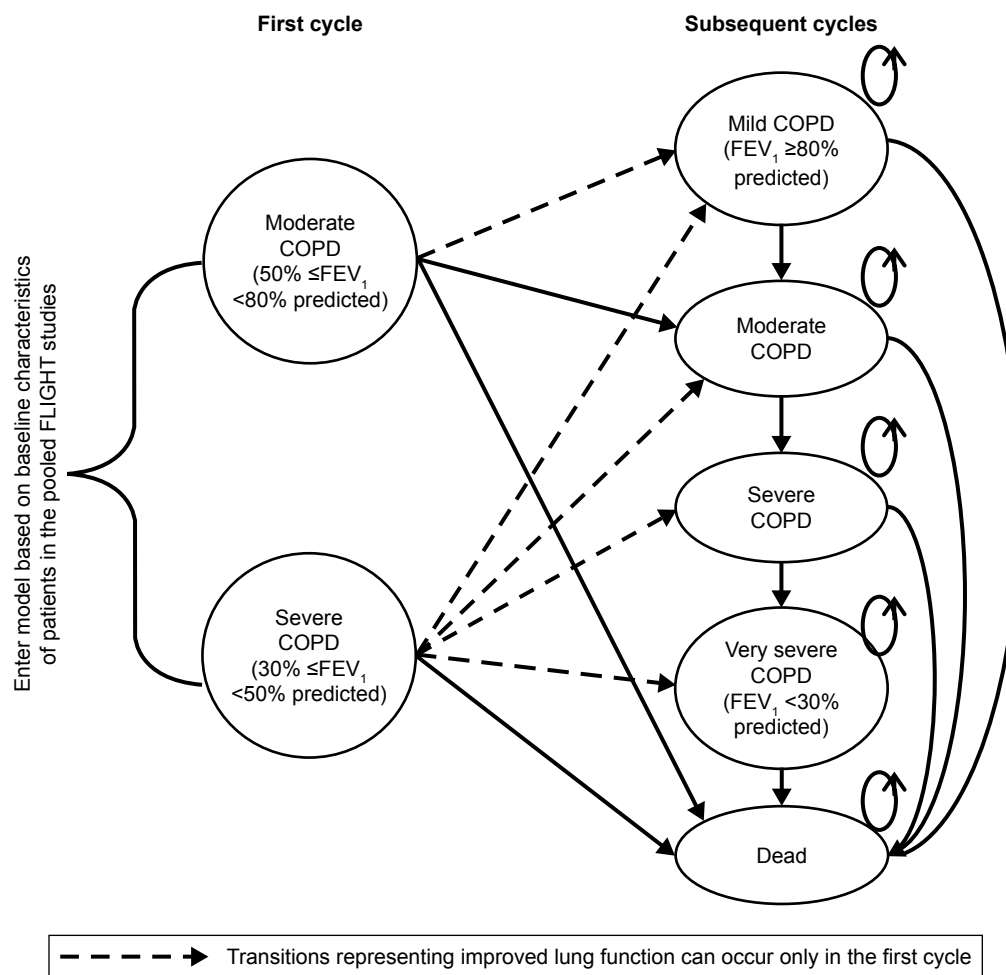 First cycle
Subsequent cycles
Enter model based on baseline characteristics
of patients in the pooled FLIGHT studies
Moderate
COPD
(50% ≤FEV₁
<80% predicted)
Severe
COPD
(30% ≤FEV₁
<50% predicted)
Mild COPD
(FEV₁ ≥80%
predicted)
Moderate
COPD
Severe
COPD
Very severe
COPD
(FEV₁ <30%
predicted)
Dead
Transitions representing improved lung function can occur only in the first cycle